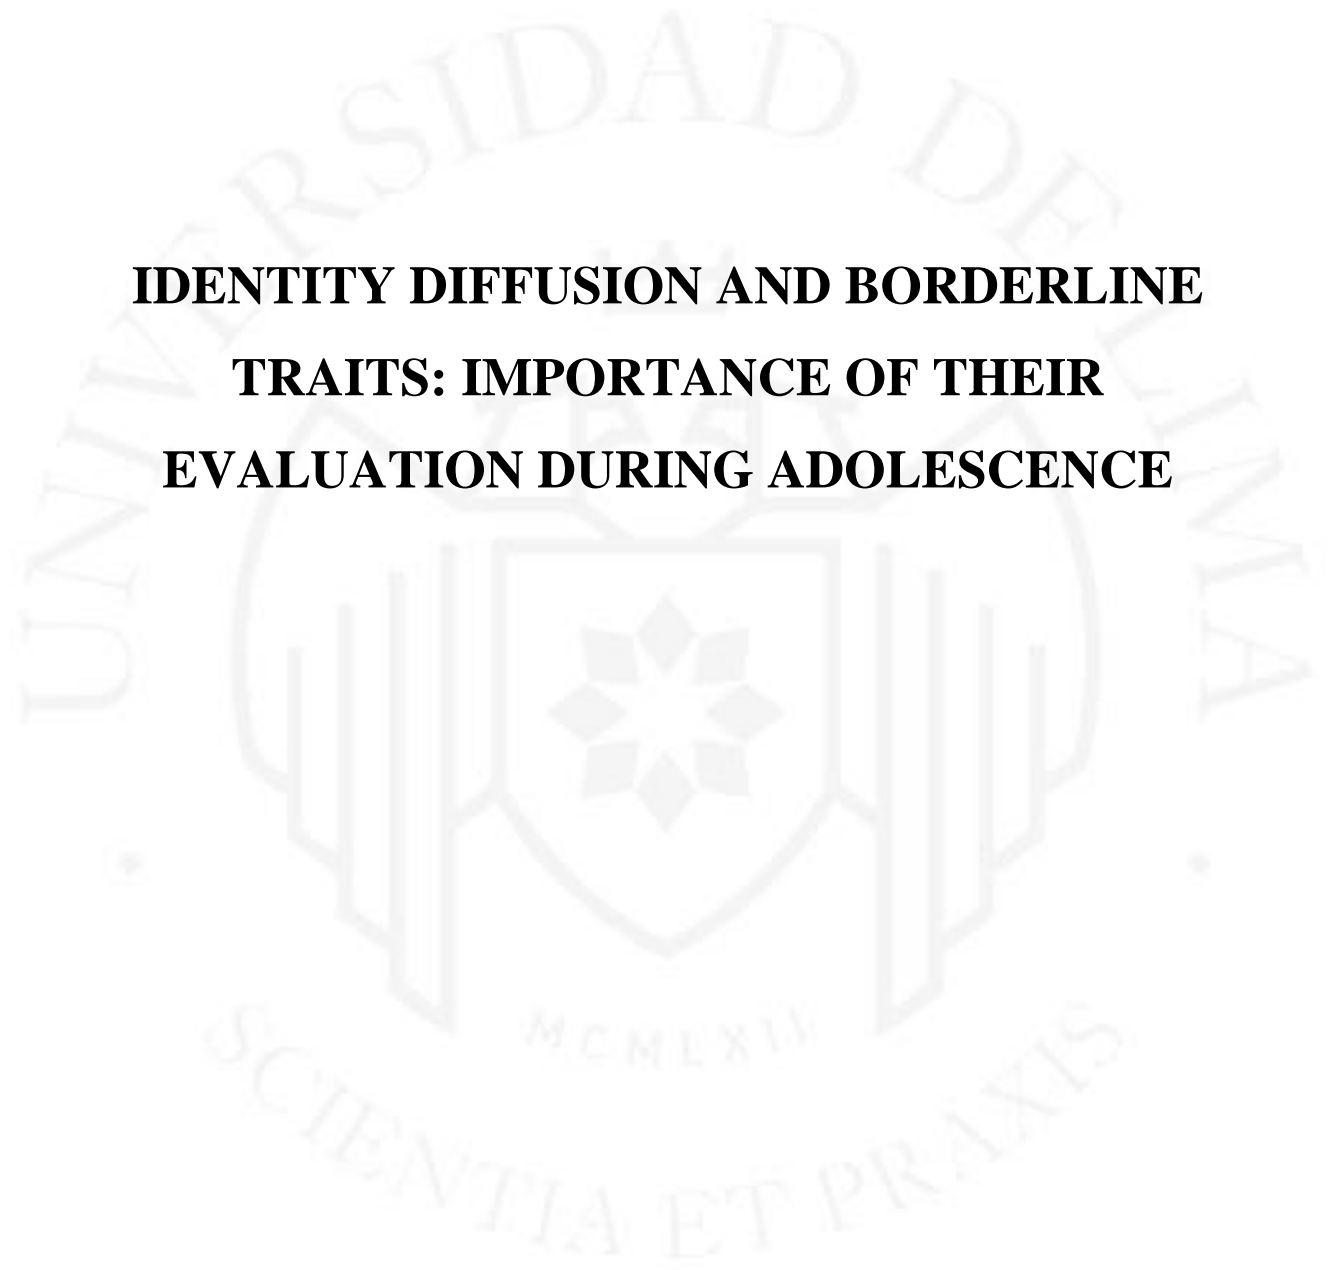 UNIVERSIDAD DE LIMA
IDENTITY DIFFUSION AND BORDERLINE
TRAITS: IMPORTANCE OF THEIR
EVALUATION DURING ADOLESCENCE
MCMLXII
SCIENTIA ET PRAXIS